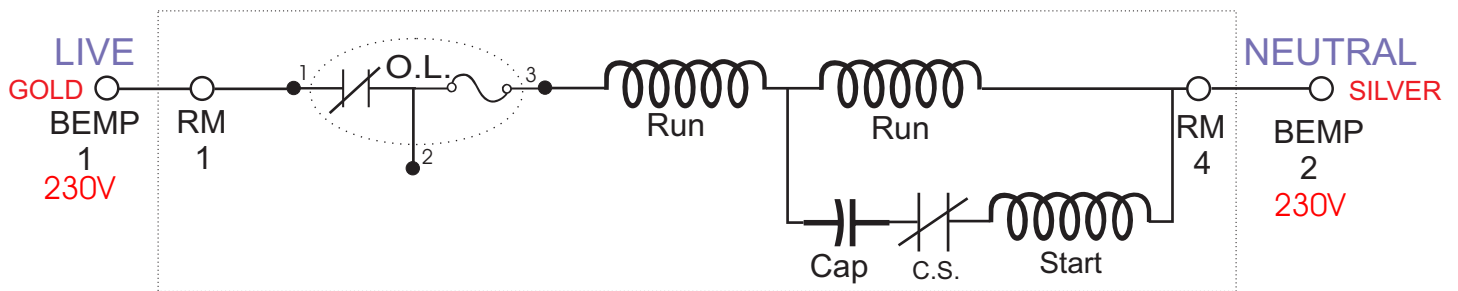 LIVE
NEUTRAL
GOLD
SILVER
1
O.L.
3
2
BEMP
1
230V
RM
1
Run
Run
RM
4
BEMP
2
230V
Cap
C.S.
Start